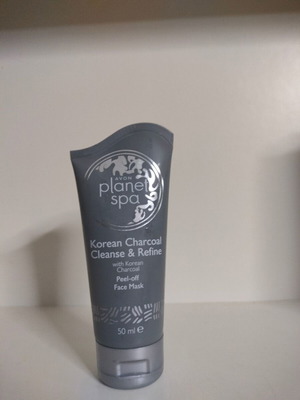 AVON
planet
spa
Korean Charcoal
Cleanse & Refine
with Korean
Charcoal
Peel-off
Face Mask
50 ml e